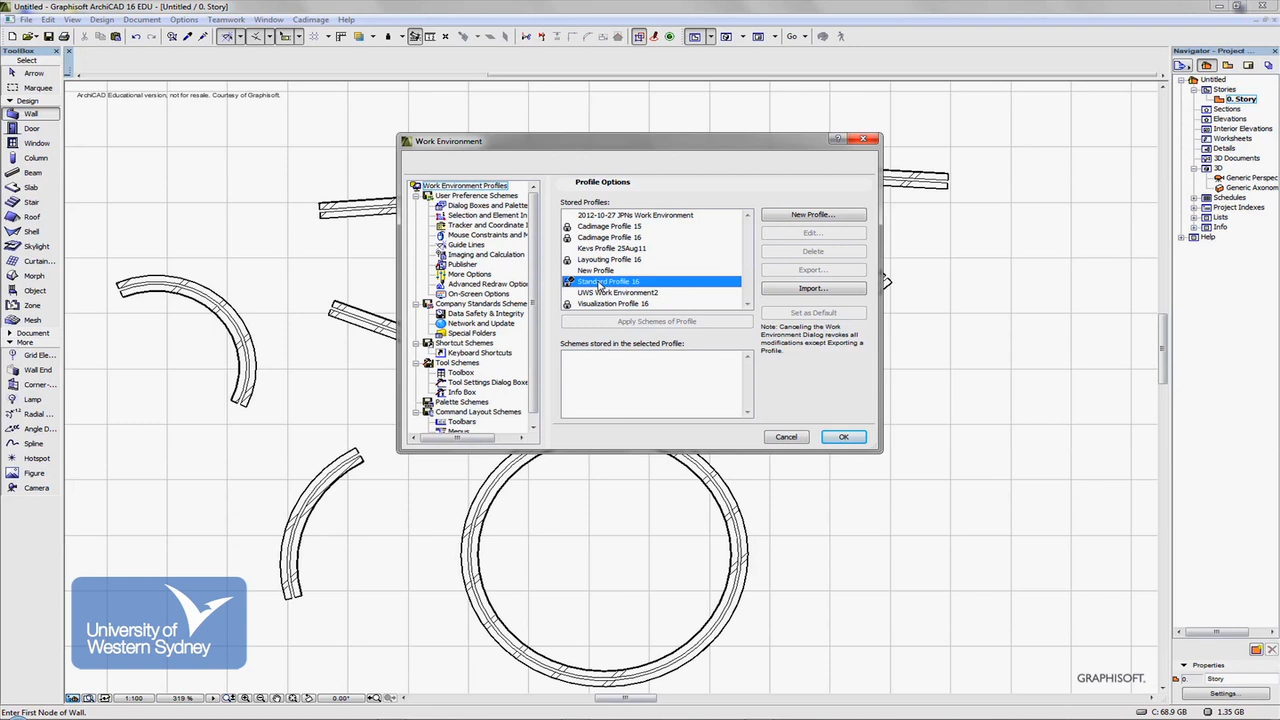 Untitled - Graphisoft ArchiCAD 16 EDU - [Untitled / 0. Story]
File Edit View Design Document Options Teamwork Window Cadimage Help
Go
ToolBox
Select
Arrow
Marquee
Design
Wall
Door
Window
Column
Beam
Slab
Stair
Roof
Shell
Skylight
Curtain...
Morph
Object
Zone
Mesh
Document
More
Grid Ele...
Wall End
Corner-...
Lamp
Radial ...
Angle D...
Spline
Hotspot
Figure
Camera
ArchiCAD Educational version, not for resale. Courtesy of Graphisoft.
Work Environment
Work Environment Profiles
User Preference Schemes
Dialog Boxes and Palette
Selection and Element In
Tracker and Coordinate I
Mouse Constraints and M
Guide Lines
Imaging and Calculation
Publisher
More Options
Advanced Redraw Optio
On-Screen Options
Company Standards Scheme
Data Safety & Integrity
Network and Update
Special Folders
Shortcut Schemes
Keyboard Shortcuts
Tool Schemes
Toolbox
Tool Settings Dialog Boxe
Info Box
Palette Schemes
Command Layout Schemes
Toolbars
Menus
Profile Options
Stored Profiles:
2012-10-27 JPNs Work Environment
Cadimage Profile 15
Cadimage Profile 16
Kevs Profile 25Aug11
Layouting Profile 16
New Profile
Standard Profile 16
UWS Work Environment2
Visualization Profile 16
Apply Schemes of Profile
Schemes stored in the selected Profile:
New Profile...
Edit...
Delete
Export...
Import...
Set as Default
Note: Canceling the Work
Environment Dialog revokes all
modifications except Exporting a
Profile.
Cancel OK
Navigator - Project ...
Untitled
Stories
0. Story
Sections
Elevations
Interior Elevations
Worksheets
Details
3D Documents
3D
Generic Perspec
Generic Axonom
Schedules
Project Indexes
Lists
Info
Help
Properties
0. Story
Settings...
University of
Western Sydney
GRAPHISOFT.
1:100 319 % 0.00°
Enter First Node of Wall.
C: 68.9 GB 1.35 GB